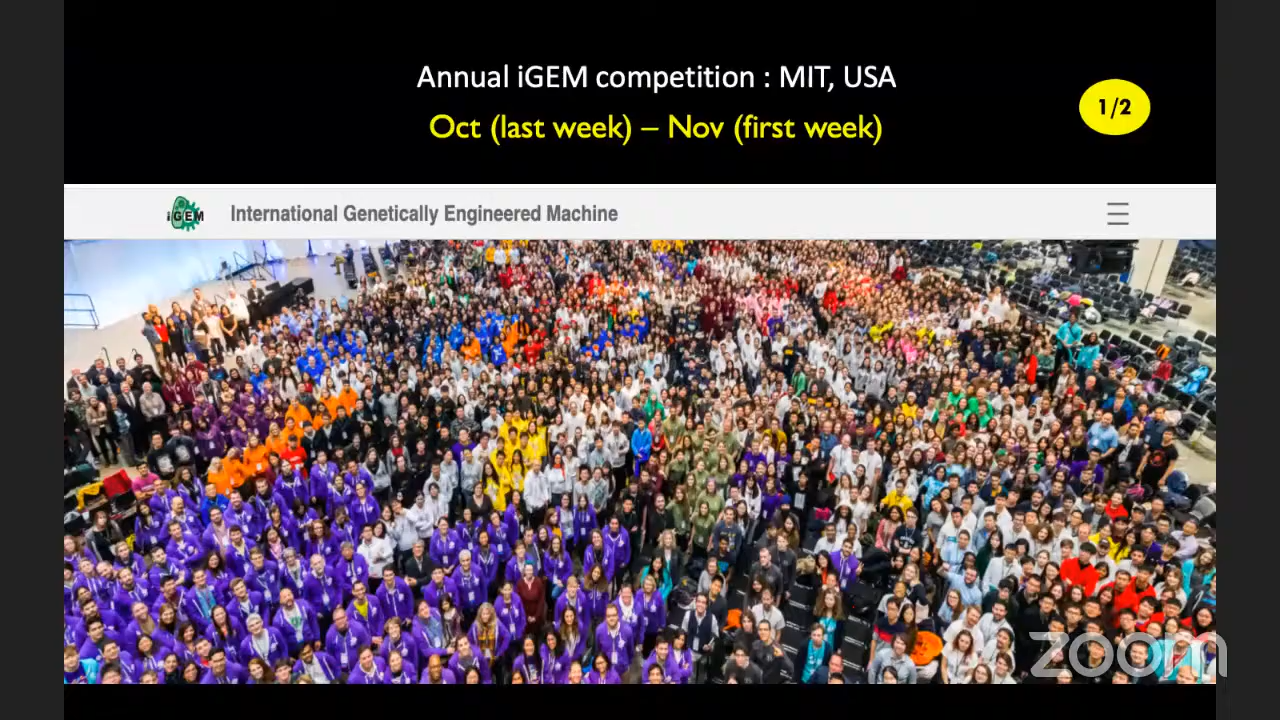 Annual iGEM competition : MIT, USA
Oct (last week) – Nov (first week)
1/2
iGEM
International Genetically Engineered Machine
zoom